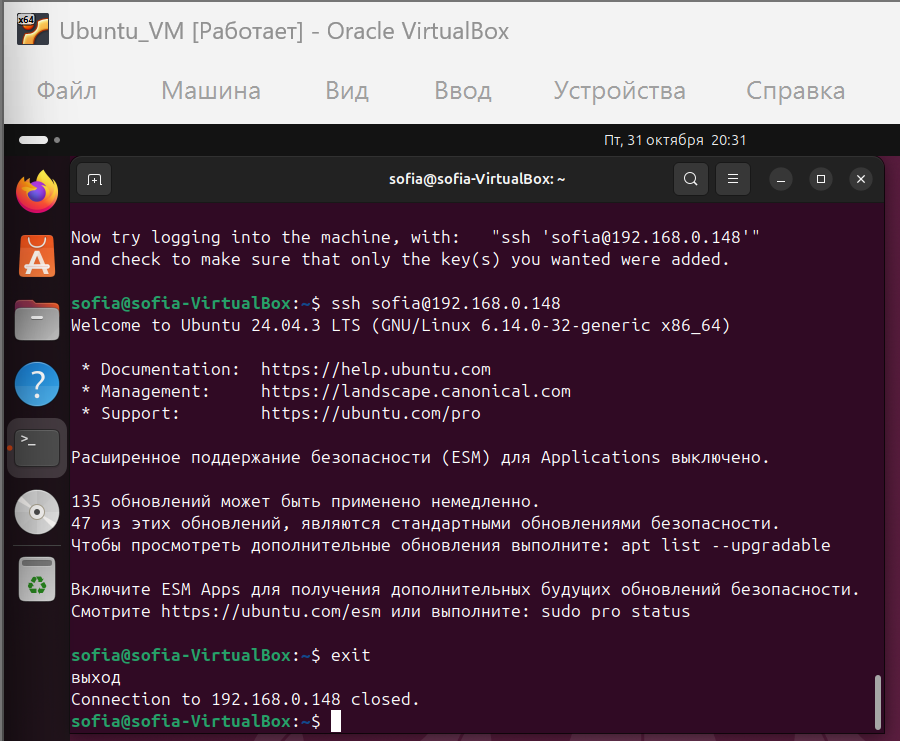 x64
Ubuntu_VM [Работает] - Oracle VirtualBox
Файл Машина Вид Ввод Устройства Справка
Пт, 31 октября 20:31
sofia@sofia-VirtualBox: ~
Now try logging into the machine, with:   "ssh 'sofia@192.168.0.148'"
and check to make sure that only the key(s) you wanted were added.
sofia@sofia-VirtualBox:~$ ssh sofia@192.168.0.148
Welcome to Ubuntu 24.04.3 LTS (GNU/Linux 6.14.0-32-generic x86_64)
* Documentation:  https://help.ubuntu.com
* Management:     https://landscape.canonical.com
* Support:        https://ubuntu.com/pro
Расширенное поддержание безопасности (ESM) для Applications выключено.
135 обновлений может быть применено немедленно.
47 из этих обновлений, являются стандартными обновлениями безопасности.
Чтобы просмотреть дополнительные обновления выполните: apt list --upgradable
Включите ESM Apps для получения дополнительных будущих обновлений безопасности.
Смотрите https://ubuntu.com/esm или выполните: sudo pro status
sofia@sofia-VirtualBox:~$ exit
выход
Connection to 192.168.0.148 closed.
sofia@sofia-VirtualBox:~$